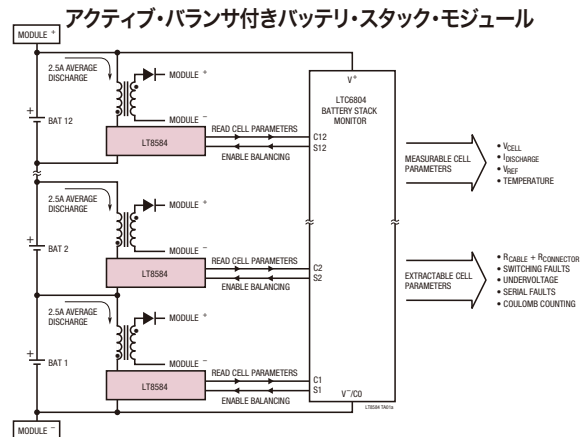 アクティブ・バランサ付きバッテリ・スタック・モジュール
MODULE +
2.5A AVERAGE
DISCHARGE
MODULE +
+
BAT 12
MODULE –
LT8584
READ CELL PARAMETERS
ENABLE BALANCING
2.5A AVERAGE
DISCHARGE
MODULE +
+
BAT 2
MODULE –
LT8584
READ CELL PARAMETERS
ENABLE BALANCING
2.5A AVERAGE
DISCHARGE
MODULE +
+
BAT 1
MODULE –
LT8584
READ CELL PARAMETERS
ENABLE BALANCING
MODULE –
V+
LTC6804
BATTERY STACK
MONITOR
C12
S12
C2
S2
C1
S1
V–/C0
LT8584 TA01a
MEASURABLE CELL
PARAMETERS
• VCELL
• IDISCHARGE
• VREF
• TEMPERATURE
EXTRACTABLE CELL
PARAMETERS
• RCABLE + RCONNECTOR
• SWITCHING FAULTS
• UNDERVOLTAGE
• SERIAL FAULTS
• COULOMB COUNTING